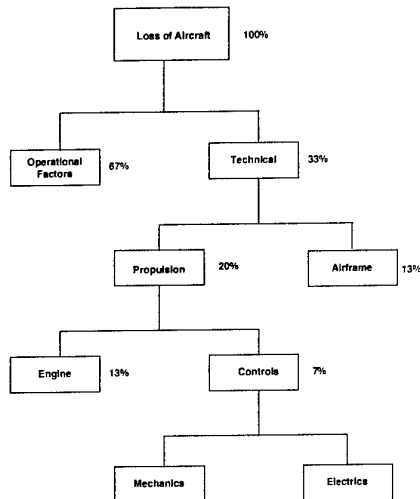 Loss of Aircraft 100%
Operational
Factors
67%
Technical 33%
Propulsion 20%
Airframe 13%
Engine 13%
Controls 7%
Mechanics
Electrics